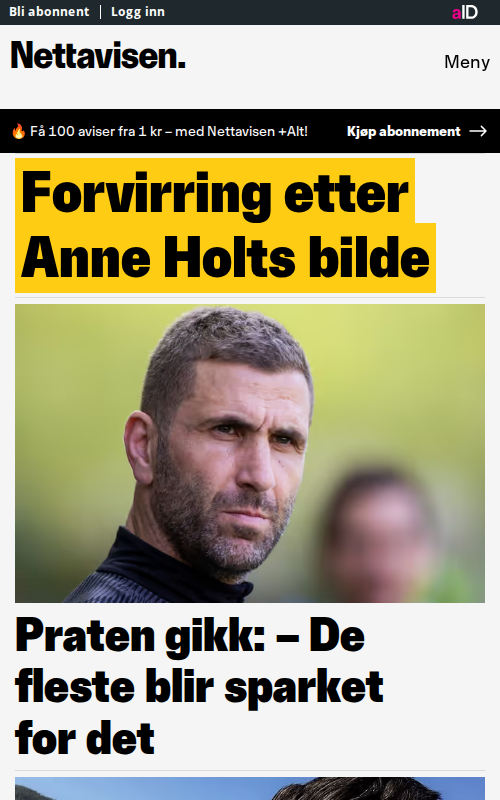 Bli abonnent | Logg inn
aID
Nettavisen.
Meny
🔥 Få 100 aviser fra 1 kr – med Nettavisen +Alt!
Kjøp abonnement →
Forvirring etter
Anne Holts bilde
Praten gikk: – De
fleste blir sparket
for det